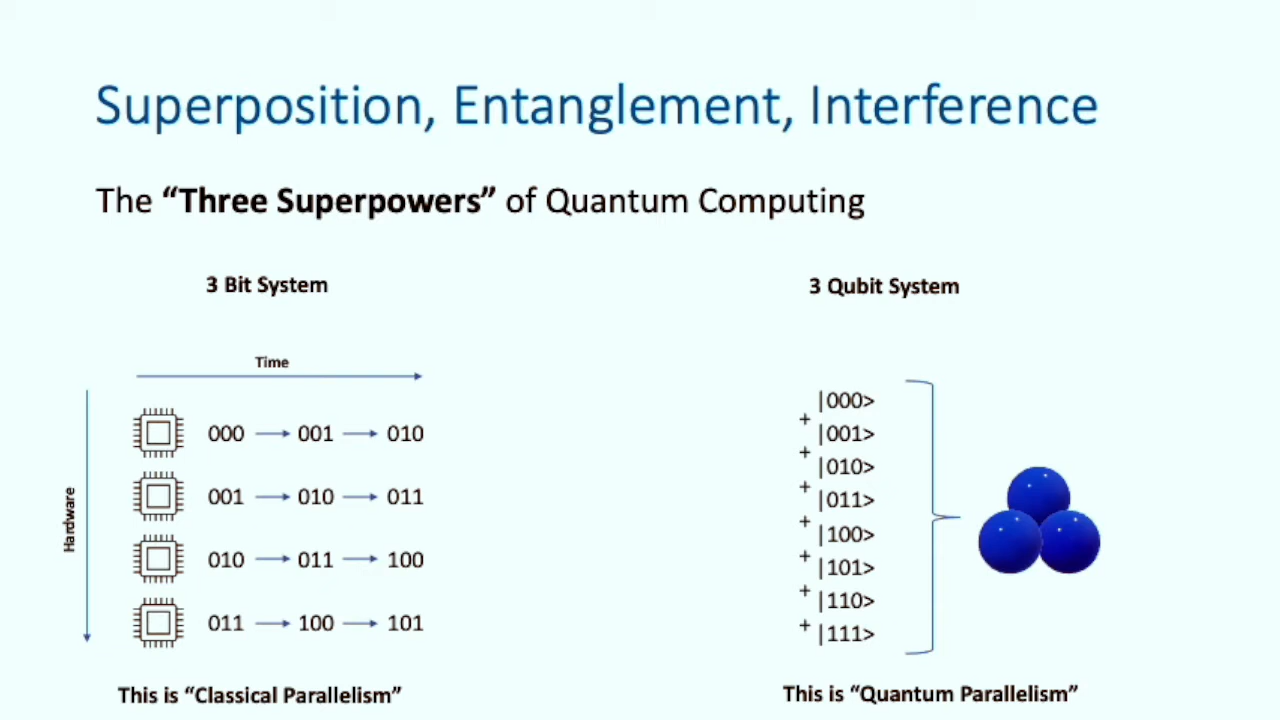 Superposition, Entanglement, Interference
The “Three Superpowers” of Quantum Computing
3 Bit System
Time
Hardware
000 → 001 → 010
001 → 010 → 011
010 → 011 → 100
011 → 100 → 101
This is “Classical Parallelism”
3 Qubit System
|000>
+
|001>
+
|010>
+
|011>
+
|100>
+
|101>
+
|110>
+
|111>
This is “Quantum Parallelism”